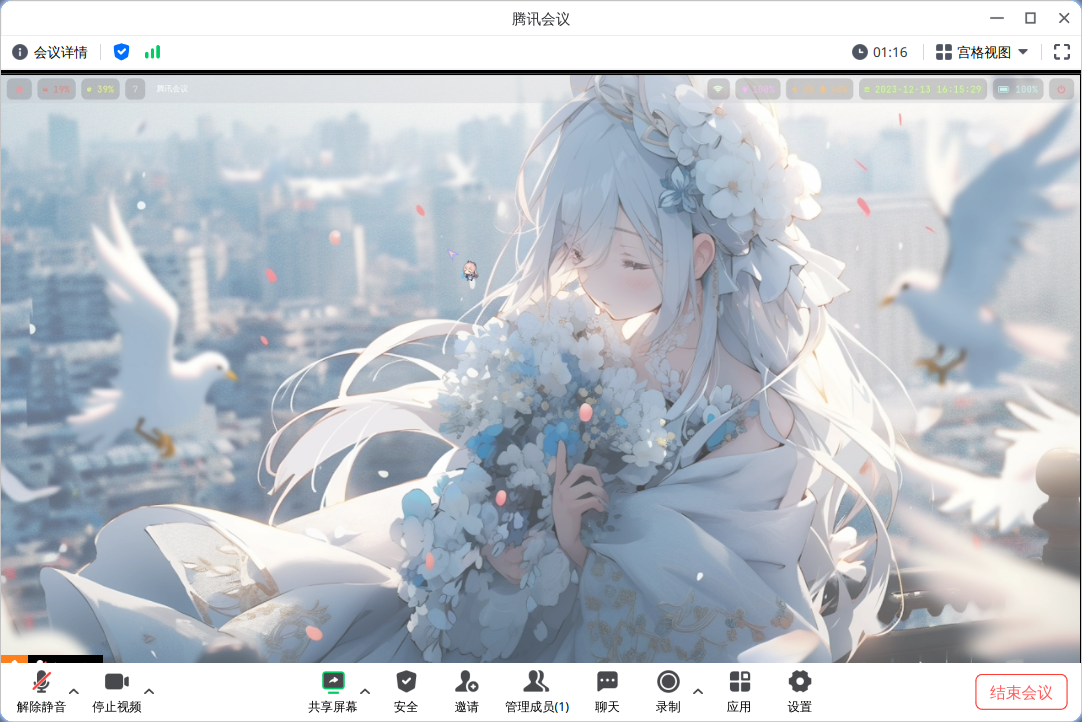 腾讯会议
会议详情
01:16
宫格视图
19%
39%
?
腾讯会议
2023-12-13 16:15:29
100%
解除静音
停止视频
共享屏幕
安全
邀请
管理成员(1)
聊天
录制
应用
设置
结束会议